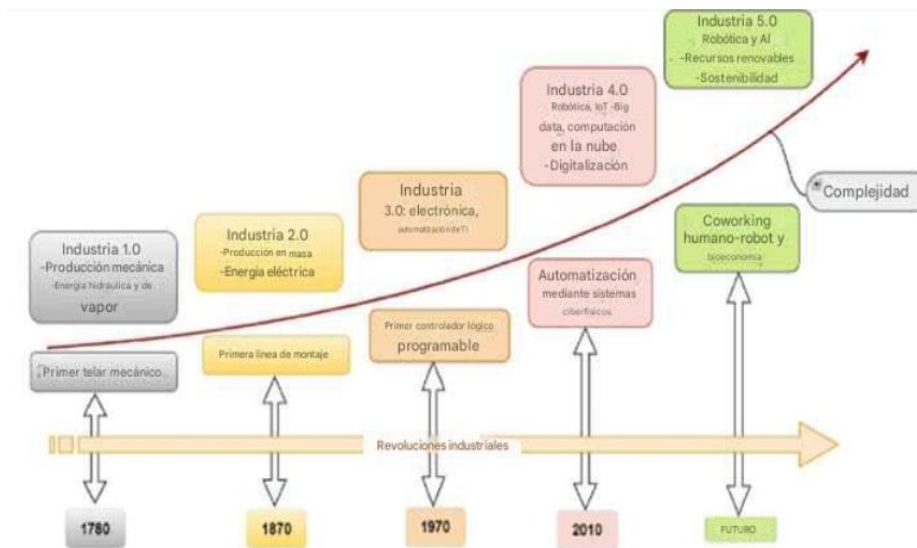 Industria 5.0
Robótica y AI
-Recursos renovables
-Sostenibilidad
Industria 4.0
Robótica, IoT -Big
data, computación
en la nube
-Digitalización
Industria
3.0: electrónica,
automatización de TI
Industria 2.0
-Producción en masa
-Energía eléctrica
Industria 1.0
-Producción mecánica
-Energía hidráulica y de
vapor
Complejidad
Coworking
humano-robot y
bioeconomía
Automatización
mediante sistemas
ciberfísicos.
Primer controlador lógico
programable
Primera línea de montaje
Primer telar mecánico
Revoluciones industriales
1780
1870
1970
2010
FUTURO